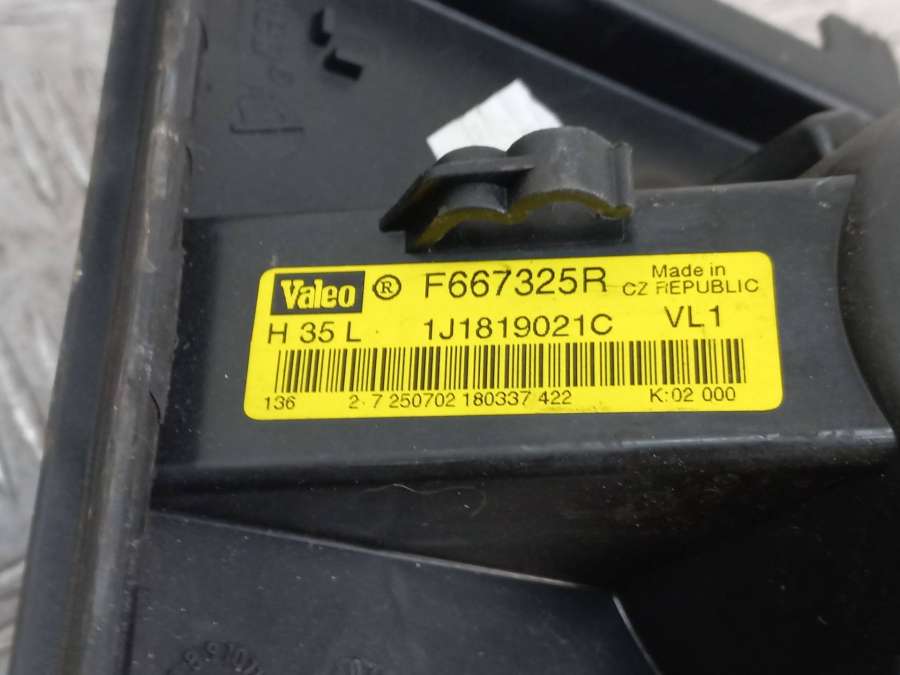 Valeo ® F667325R Made in
CZ REPUBLIC
H 35 L 1J1819021C VL1
136 2 7 250702 180337 422 K:02 000